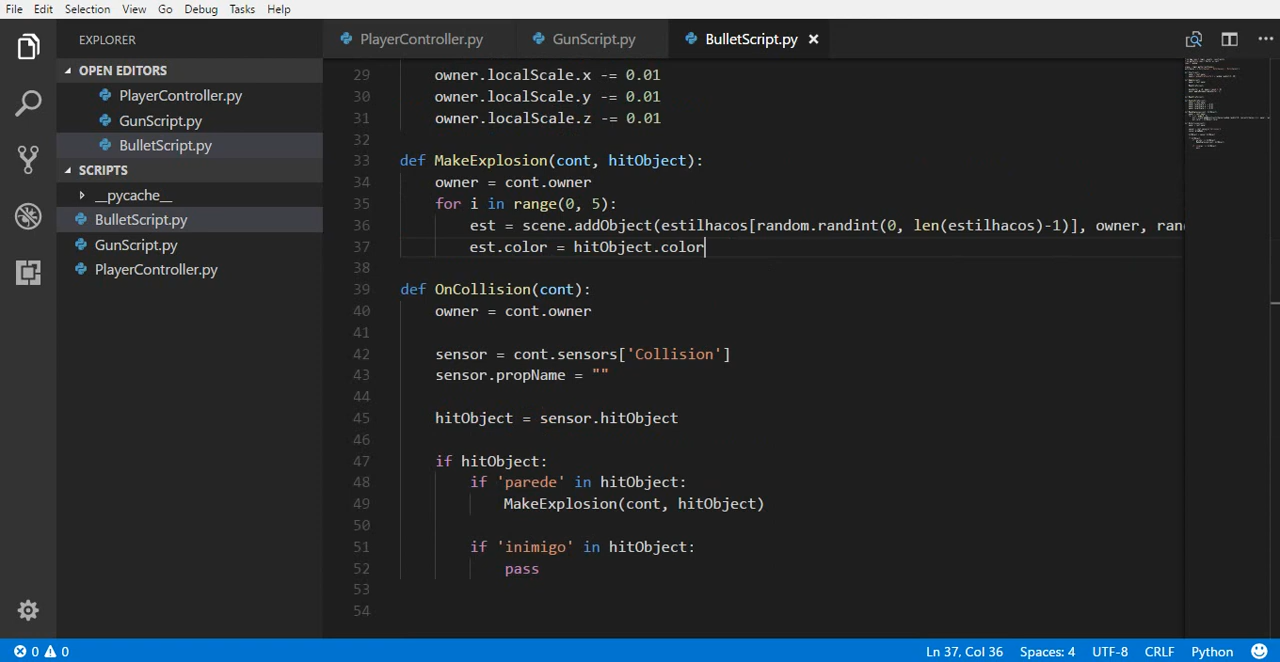 File Edit Selection View Go Debug Tasks Help
EXPLORER
PlayerController.py GunScript.py BulletScript.py
OPEN EDITORS
PlayerController.py
GunScript.py
BulletScript.py
SCRIPTS
__pycache__
BulletScript.py
GunScript.py
PlayerController.py
29 owner.localScale.x -= 0.01
30 owner.localScale.y -= 0.01
31 owner.localScale.z -= 0.01
32
33 def MakeExplosion(cont, hitObject):
34 owner = cont.owner
35 for i in range(0, 5):
36 est = scene.addObject(estilhacos[random.randint(0, len(estilhacos)-1)], owner, ran
37 est.color = hitObject.color
38
39 def OnCollision(cont):
40 owner = cont.owner
41
42 sensor = cont.sensors['Collision']
43 sensor.propName = ""
44
45 hitObject = sensor.hitObject
46
47 if hitObject:
48 if 'parede' in hitObject:
49 MakeExplosion(cont, hitObject)
50
51 if 'inimigo' in hitObject:
52 pass
53
54
0 0 Ln 37, Col 36 Spaces: 4 UTF-8 CRLF Python